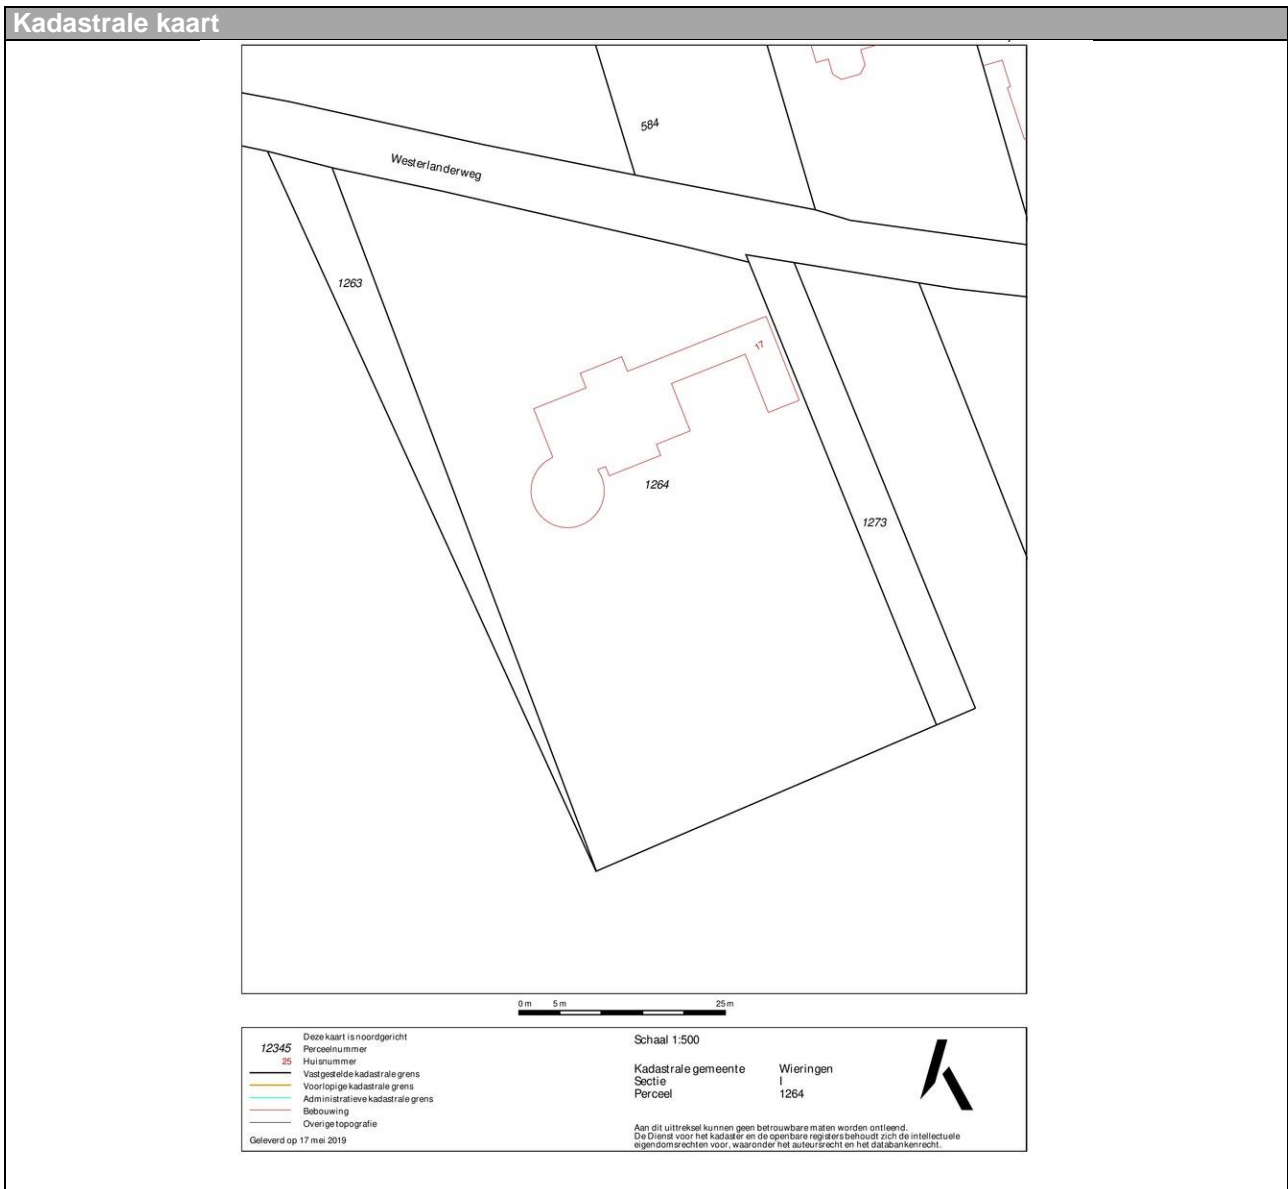 Kadastrale kaart
584
Westerlanderweg
1263
17
1264
1273
0 m 5 m 25 m
Deze kaart is noordgericht
12345 Perceelnummer
25 Huisnummer
Vastgestelde kadastrale grens
Voorlopige kadastrale grens
Administratieve kadastrale grens
Bebouwing
Overige topografie
Geleverd op 17 mei 2019
Schaal 1:500
Kadastrale gemeente Wieringen
Sectie I
Perceel 1264
Aan dit uittreksel kunnen geen betrouwbare maten worden ontleend.
De Dienst voor het kadaster en de openbare registers behoudt zich de intellectuele
eigendomsrechten voor, waaronder het auteursrecht en het databankenrecht.